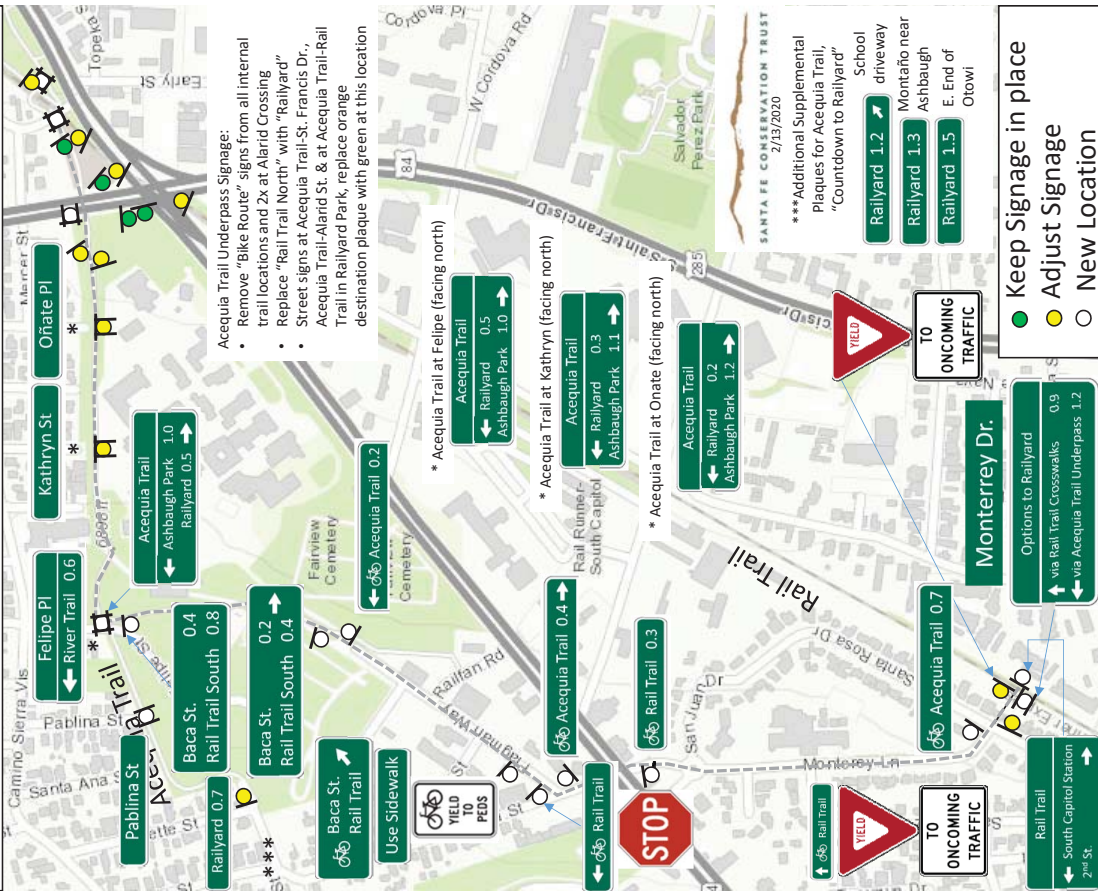 Camino Sierra Vis
Santa Ana St
Pablina St
Felipe Pl
← River Trail 0.6
Kathryn St
Oñate Pl
Mercer St
Topeka S
Early St
Cordova
W Cordova Rd
Salvador
Perez Park
84
285
Acequia Trail Underpass Signage:
• Remove "Bike Route" signs from all internal
trail locations and 2x at Alarid Crossing
• Replace "Rail Trail North" with "Railyard"
• Street signs at Acequia Trail-St. Francis Dr.,
Acequia Trail-Alarid St. & at Acequia Trail-Rail
Trail in Railyard Park, replace orange
destination plaque with green at this location
SANTA FE CONSERVATION TRUST
2/13/2020
***Additional Supplemental
Plaques for Acequia Trail,
"Countdown to Railyard"
Railyard 1.2 ↗
School
driveway
Railyard 1.3
Montaño near
Ashbaugh
Railyard 1.5
E. End of
Otowi
Acequia Trail
← Ashbaugh Park 1.0
Railyard 0.5 →
* * *
* Acequia Trail at Felipe (facing north)
Acequia Trail
← Railyard 0.5
Ashbaugh Park 1.0 →
* Acequia Trail at Kathryn (facing north)
Acequia Trail
← Railyard 0.3
Ashbaugh Park 1.1 →
* Acequia Trail at Onate (facing north)
Acequia Trail
← Railyard 0.2
Ashbaugh Park 1.2 →
Pablina St
Railyard 0.7
***
Baca St. 0.4
Rail Trail South 0.8
Baca St. 0.2 →
Rail Trail South 0.4
← Acequia Trail 0.2
Fairview
Cemetery
Cemetery
Railfan Rd
Flagman Way
Rail Runner-
South Capitol
Baca St. ↗
Rail Trail
Use Sidewalk
YIELD
TO
PEDS
Acequia Trail 0.4 →
← Rail Trail
STOP
Rail Trail 0.3
San Juan Dr
Santa Rosa Dr
Monterey Ln
Rail Trail
Acequia Trail 0.7
↑ Rail Trail
YIELD
TO
ONCOMING
TRAFFIC
YIELD
TO
ONCOMING
TRAFFIC
Rail Trail
← South Capitol Station
2nd St. →
Monterrey Dr.
Options to Railyard
↑ via Rail Trail Crosswalks 0.9
← via Acequia Trail Underpass 1.2
Keep Signage in place
Adjust Signage
New Location